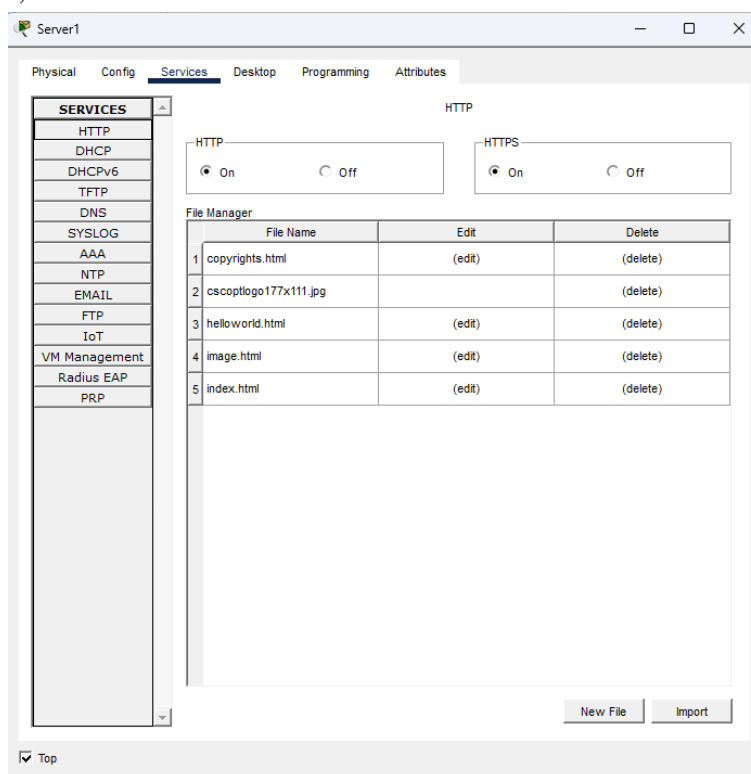 Server1
Physical Config Services Desktop Programming Attributes
SERVICES
HTTP
DHCP
DHCPv6
TFTP
DNS
SYSLOG
AAA
NTP
EMAIL
FTP
IoT
VM Management
Radius EAP
PRP
HTTP
HTTP
On Off
HTTPS
On Off
File Manager
File Name Edit Delete
1 copyrights.html (edit) (delete)
2 cscoptlogo177x111.jpg (delete)
3 helloworld.html (edit) (delete)
4 image.html (edit) (delete)
5 index.html (edit) (delete)
New File Import
Top